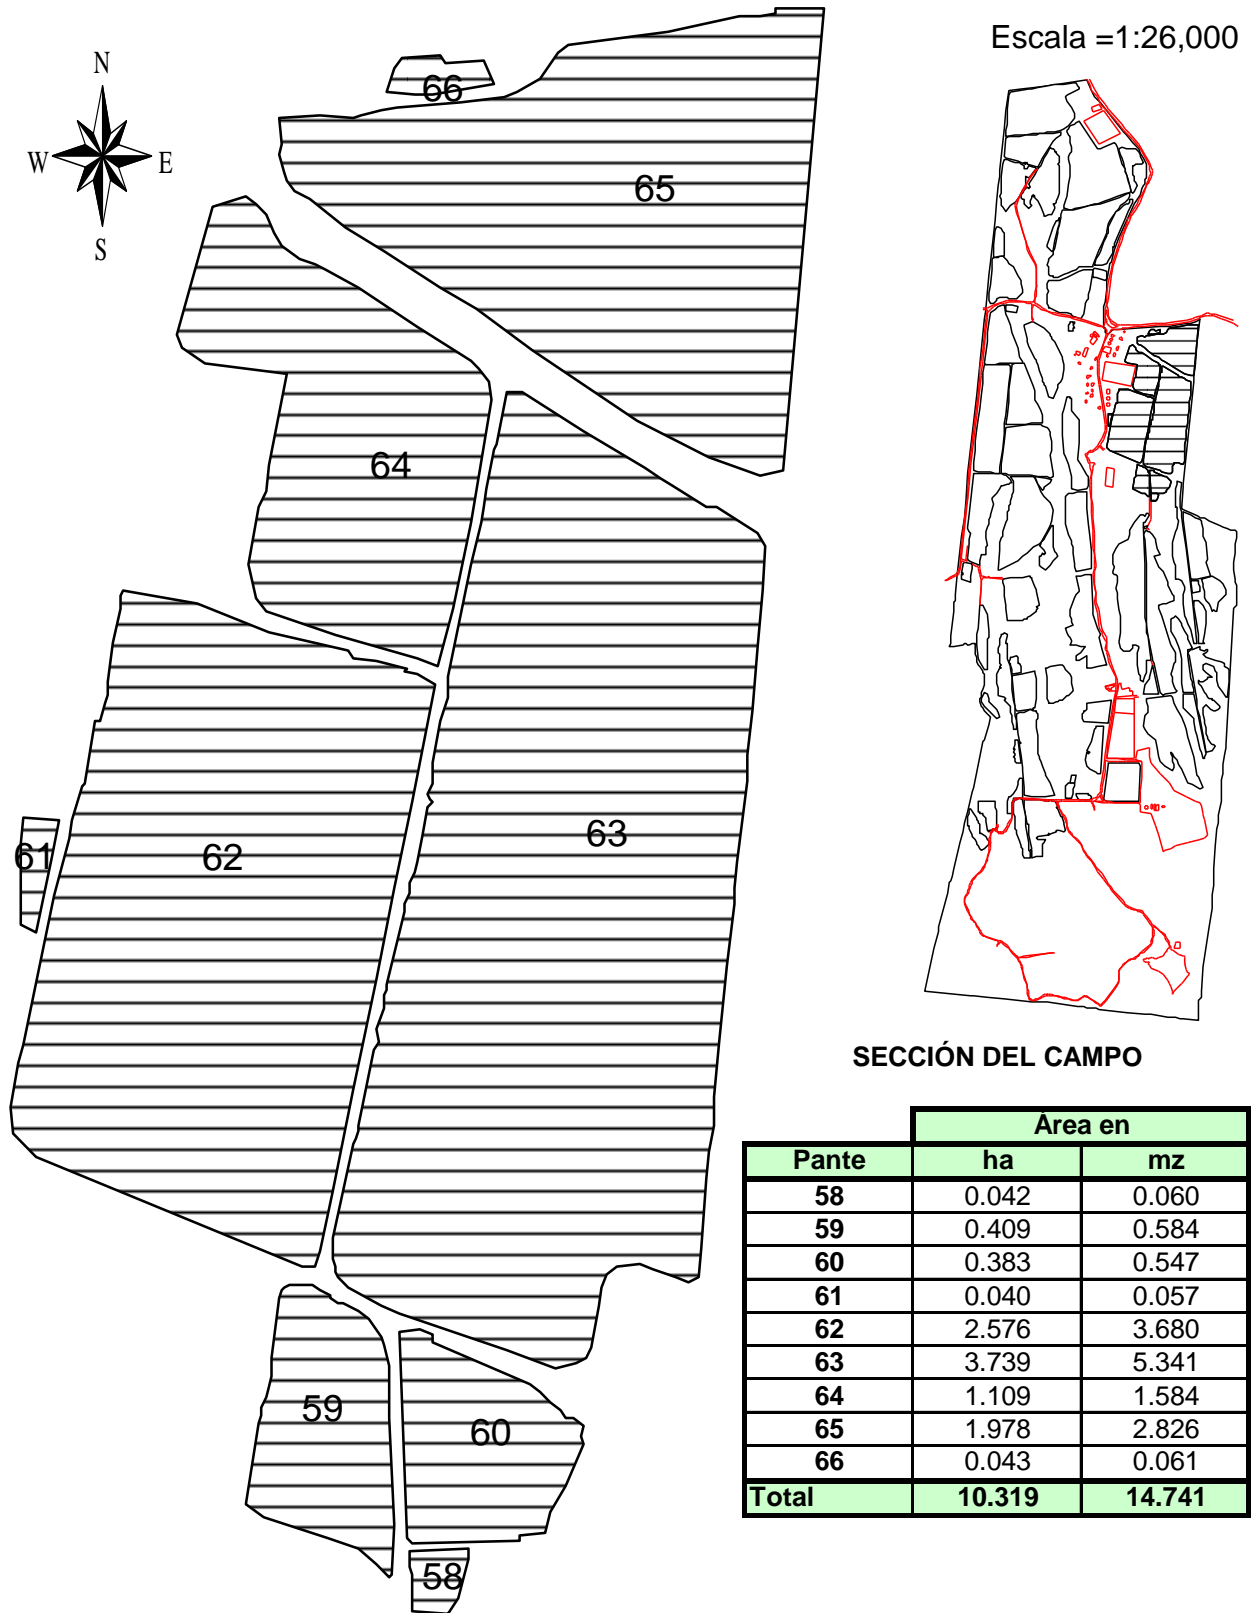 Escala =1:26,000
N
W E
S
66
65
64
63
62
61
59
60
58
SECCIÓN DEL CAMPO
Área en
Pante ha mz
58 0.042 0.060
59 0.409 0.584
60 0.383 0.547
61 0.040 0.057
62 2.576 3.680
63 3.739 5.341
64 1.109 1.584
65 1.978 2.826
66 0.043 0.061
Total 10.319 14.741